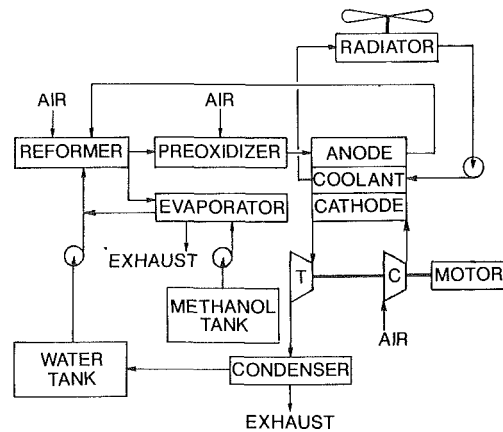 RADIATOR
AIR
AIR
REFORMER
PREOXIDIZER
ANODE
COOLANT
CATHODE
EVAPORATOR
EXHAUST
METHANOL
TANK
T
C
MOTOR
AIR
WATER
TANK
CONDENSER
EXHAUST